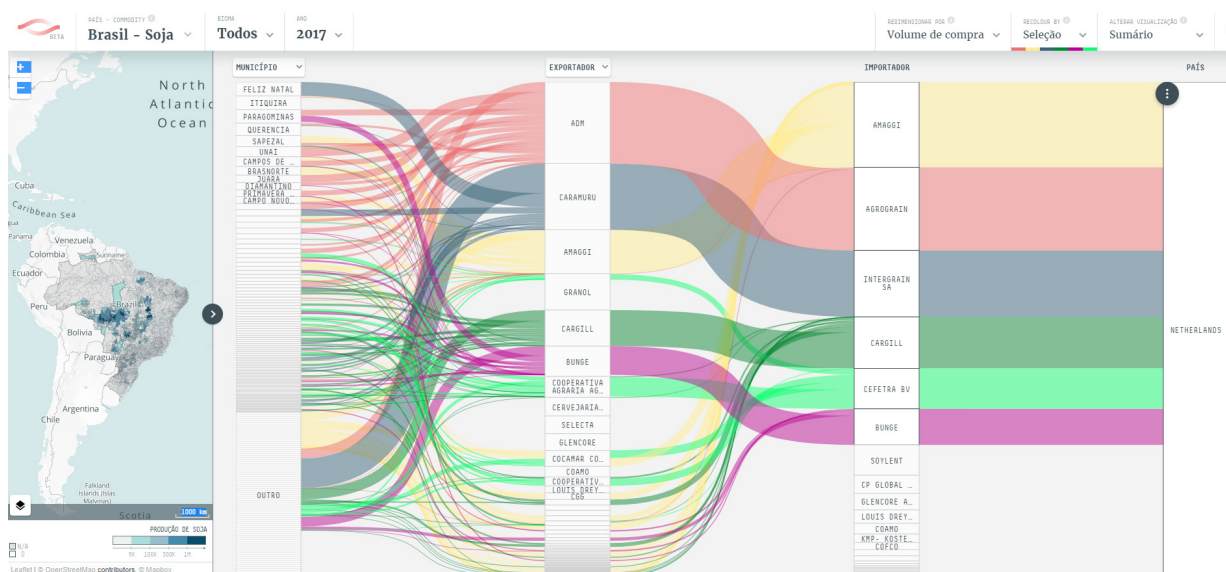 BETA
PAÍS - COMMODITY
Brasil - Soja
BIOMA
Todos
ANO
2017
REDIMENSIONAR POR
Volume de compra
RECOLOUR BY
Seleção
ALTERAR VISUALIZAÇÃO
Sumário
+
−
North
Atlantic
Ocean
Cuba
Caribbean Sea
gua
Panama
Venezuela
Colombia
Suriname
Ecuador
Peru
Brazil
Bolivia
Paraguay
Argentina
Chile
Falkland
Islands (Islas
Malvinas)
Scotia
1000 km
PRODUÇÃO DE SOJA
N/A
0
5K 100K 300K 1M
Leaflet | © OpenStreetMap contributors, © Mapbox
MUNICÍPIO
FELIZ NATAL
ITIQUIRA
PARAGOMINAS
QUERENCIA
SAPEZAL
UNAI
CAMPOS DE …
BRASNORTE
JUARA
DIAMANTINO
PRIMAVERA …
CAMPO NOVO…
OUTRO
EXPORTADOR
ADM
CARAMURU
AMAGGI
GRANOL
CARGILL
BUNGE
COOPERATIVA
AGRARIA AG…
CERVEJARIA…
SELECTA
GLENCORE
COCAMAR CO…
COAMO
COOPERATIV…
LOUIS DREY…
CGG
IMPORTADOR
AMAGGI
AGROGRAIN
INTERGRAIN
SA
CARGILL
CEFETRA BV
BUNGE
SOYLENT
CP GLOBAL …
GLENCORE A…
LOUIS DREY…
COAMO
KMP- KOSTE…
COFCO
PAÍS
NETHERLANDS